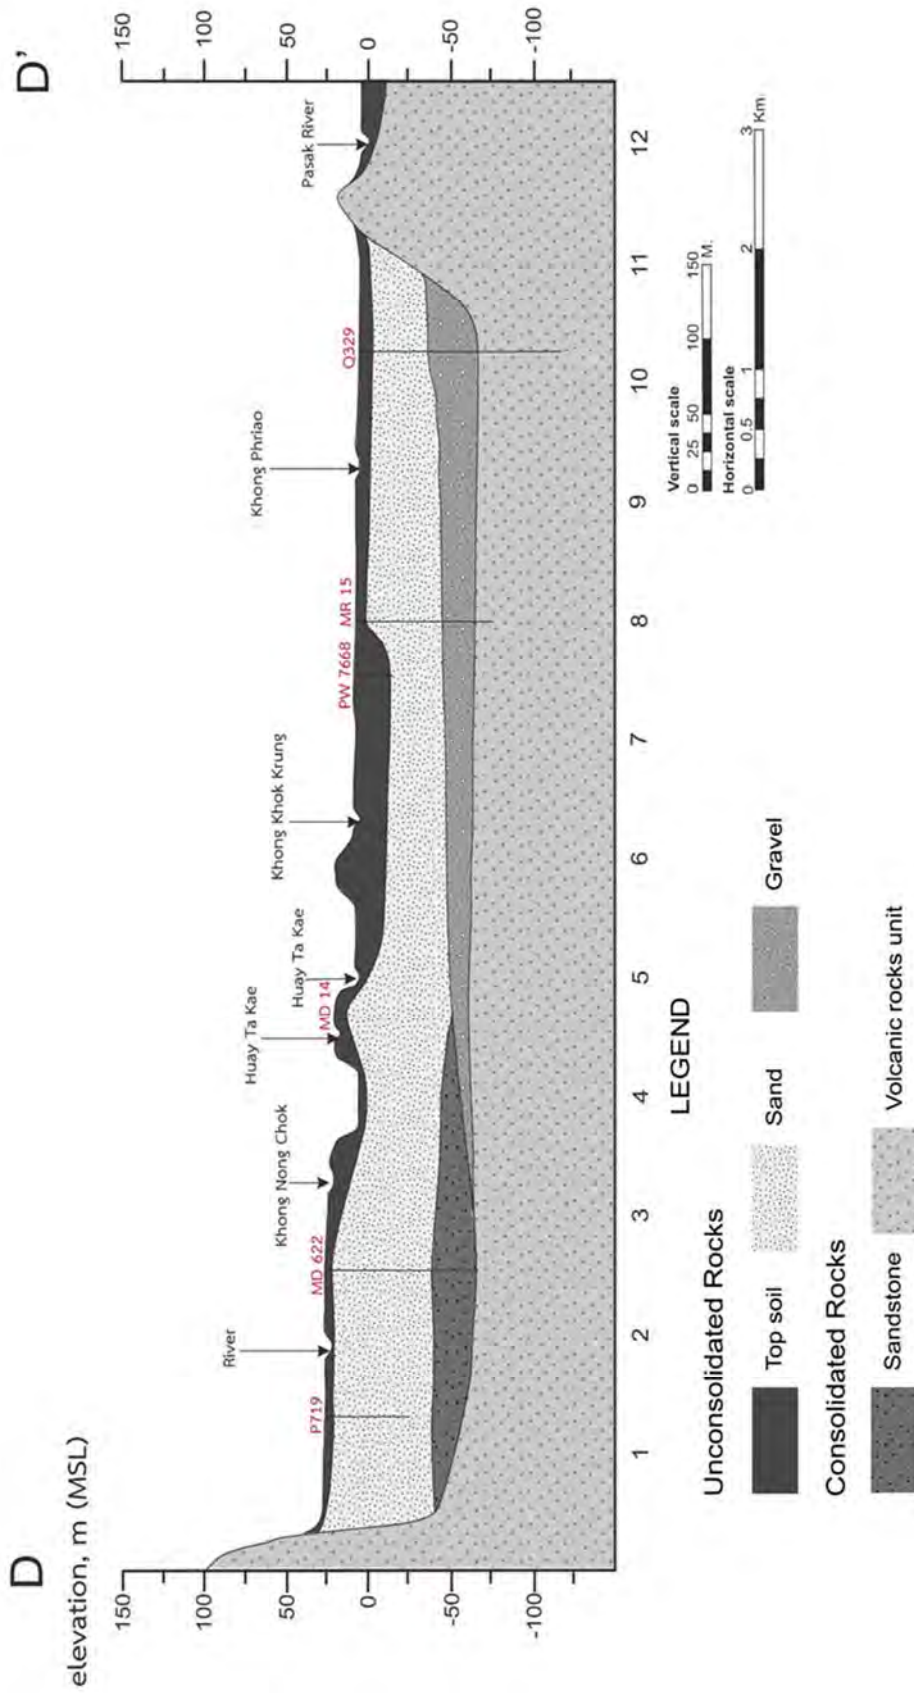 D
D'
elevation, m (MSL)
150
100
50
0
-50
-100
150
100
50
0
-50
-100
P719
River
MD 622
Khong Nong Chok
Huay Ta Kae
MD 14
Huay Ta Kae
Khong Khok Krung
PW 7668
MR 15
Khong Phriao
Q329
Pasak River
1 2 3 4 5 6 7 8 9 10 11 12
Vertical scale
0 25 50 100 150 M.
Horizontal scale
0 0.5 1 2 3 Km.
LEGEND
Unconsolidated Rocks
Top soil Sand Gravel
Consolidated Rocks
Sandstone Volcanic rocks unit